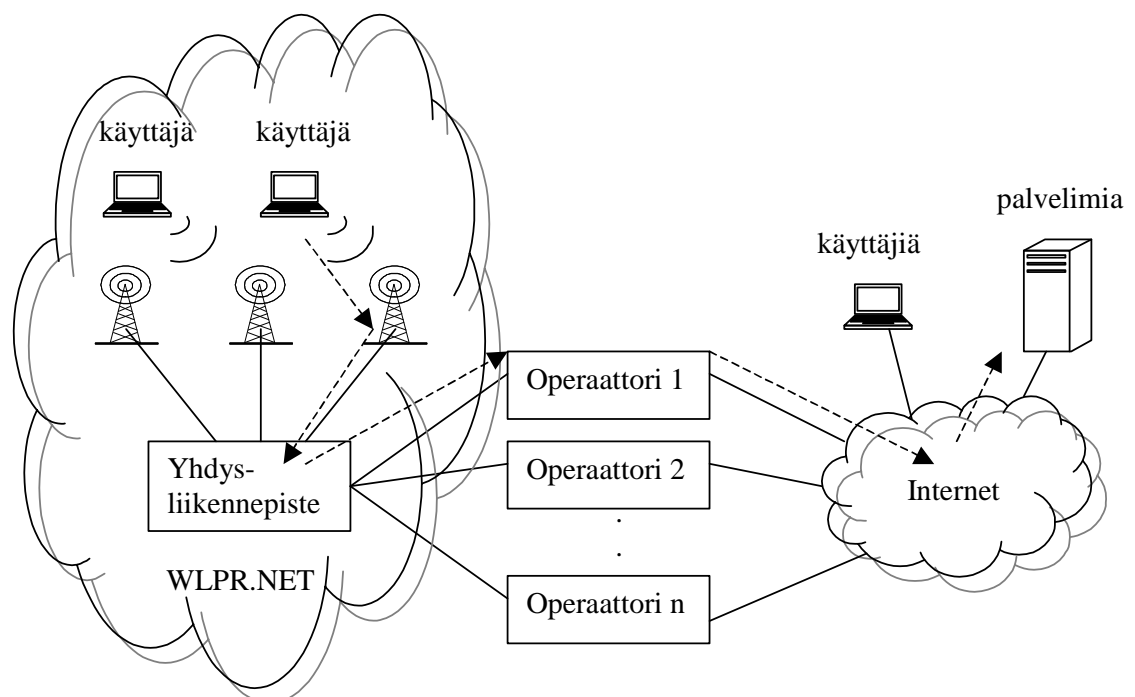 käyttäjä
käyttäjä
palvelimia
käyttäjiä
Operaattori 1
Yhdys-
liikennepiste
Operaattori 2
Internet
.
.
WLPR.NET
Operaattori n